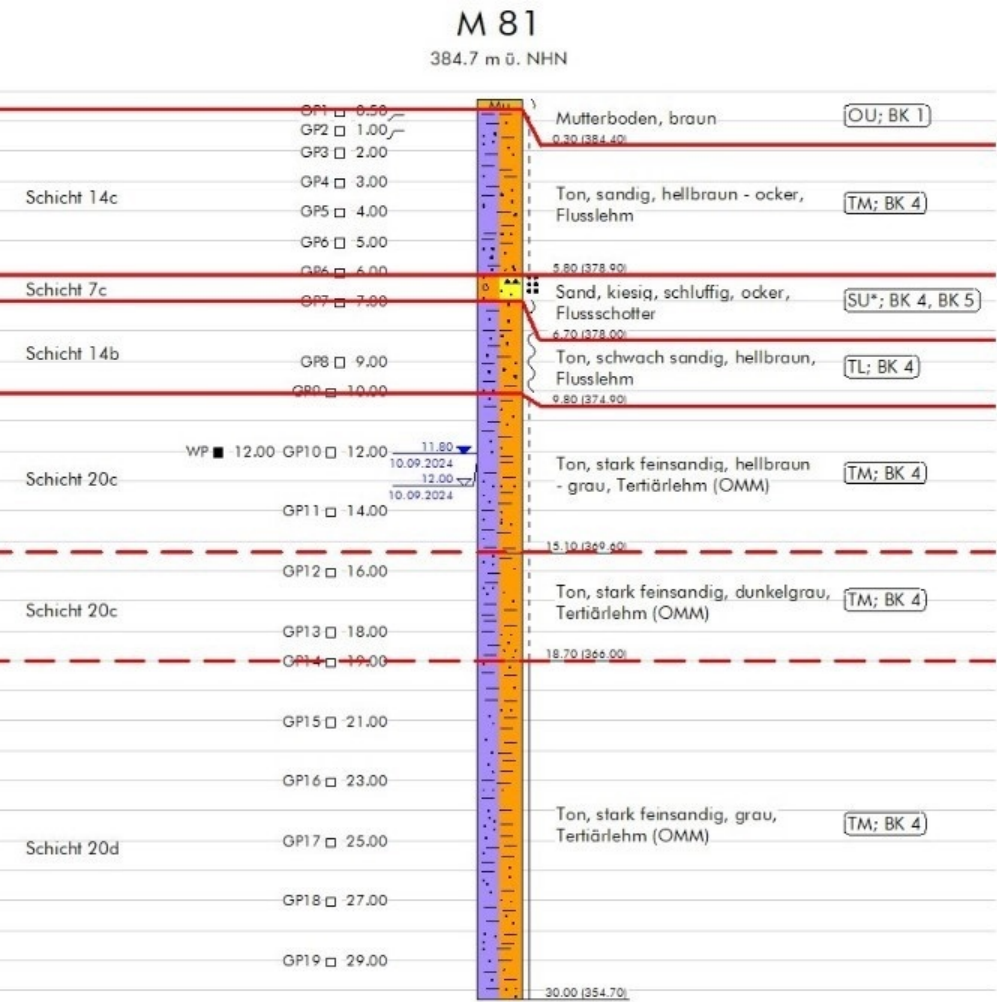 M 81
384.7 m ü. NHN
Mu
GP1 0.50
GP2 1.00
GP3 2.00
GP4 3.00
GP5 4.00
GP6 5.00
GP6 6.00
GP7 7.00
GP8 9.00
GP9 10.00
WP 12.00 GP10 12.00
11.80
10.09.2024
12.00
10.09.2024
GP11 14.00
GP12 16.00
GP13 18.00
GP14 19.00
GP15 21.00
GP16 23.00
GP17 25.00
GP18 27.00
GP19 29.00
Schicht 14c
Schicht 7c
Schicht 14b
Schicht 20c
Schicht 20c
Schicht 20d
Mutterboden, braun
OU; BK 1
0.30 (384.40)
Ton, sandig, hellbraun - ocker,
Flusslehm
TM; BK 4
5.80 (378.90)
Sand, kiesig, schluffig, ocker,
Flussschotter
SU*; BK 4, BK 5
6.70 (378.00)
Ton, schwach sandig, hellbraun,
Flusslehm
TL; BK 4
9.80 (374.90)
Ton, stark feinsandig, hellbraun
- grau, Tertiärlehm (OMM)
TM; BK 4
15.10 (369.60)
Ton, stark feinsandig, dunkelgrau,
Tertiärlehm (OMM)
TM; BK 4
18.70 (366.00)
Ton, stark feinsandig, grau,
Tertiärlehm (OMM)
TM; BK 4
30.00 (354.70)